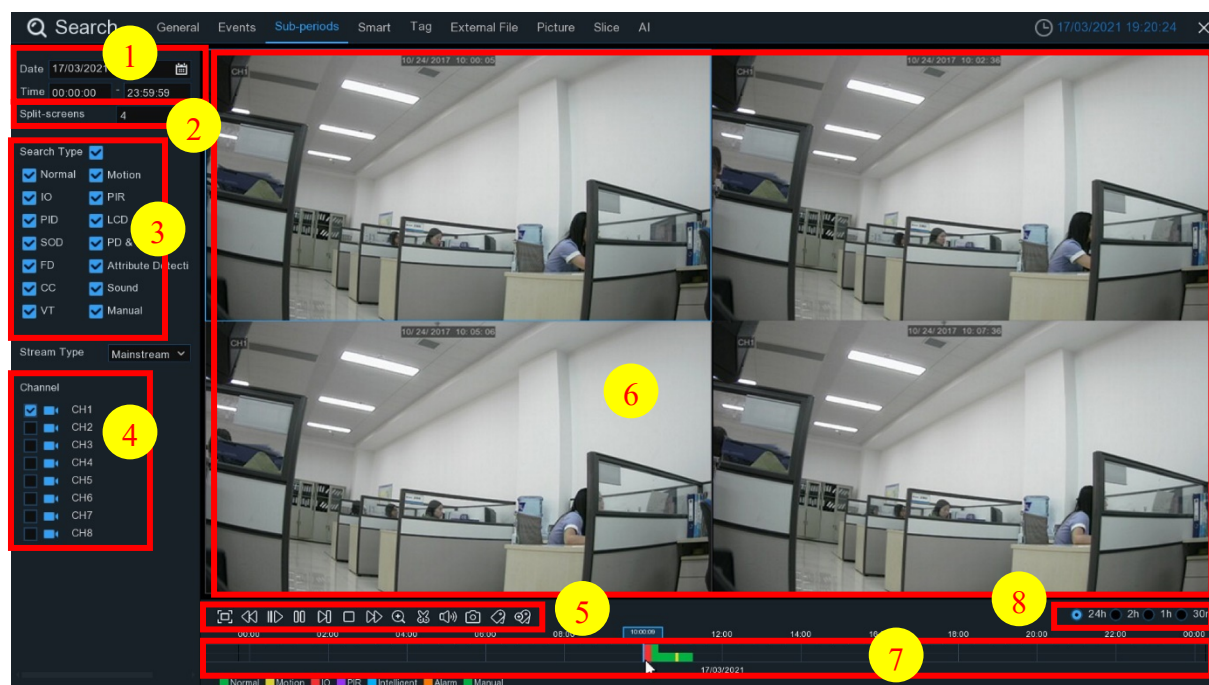 Search General Events Sub-periods Smart Tag External File Picture Slice AI 17/03/2021 19:20:24
1
Date 17/03/2021
Time 00:00:00 - 23:59:59
Split-screens 4
2
Search Type
Normal Motion
IO PIR
PID LCD
3
SOD PD &
FD Attribute Detecti
CC Sound
VT Manual
Stream Type Mainstream
Channel
CH1
CH2
CH3
CH4
CH5
CH6
CH7
CH8
4
10/24/2017 10:00:05
CH1
10/24/2017 10:02:36
CH1
10/24/2017 10:05:06
CH1
10/24/2017 10:07:36
CH1
6
5
8
24h 2h 1h 30m
00:00 02:00 04:00 06:00 08:00 10:00:09 12:00 14:00 18:00 20:00 22:00 00:00
7
17/03/2021
Normal Motion IO PIR Intelligent Alarm Manual